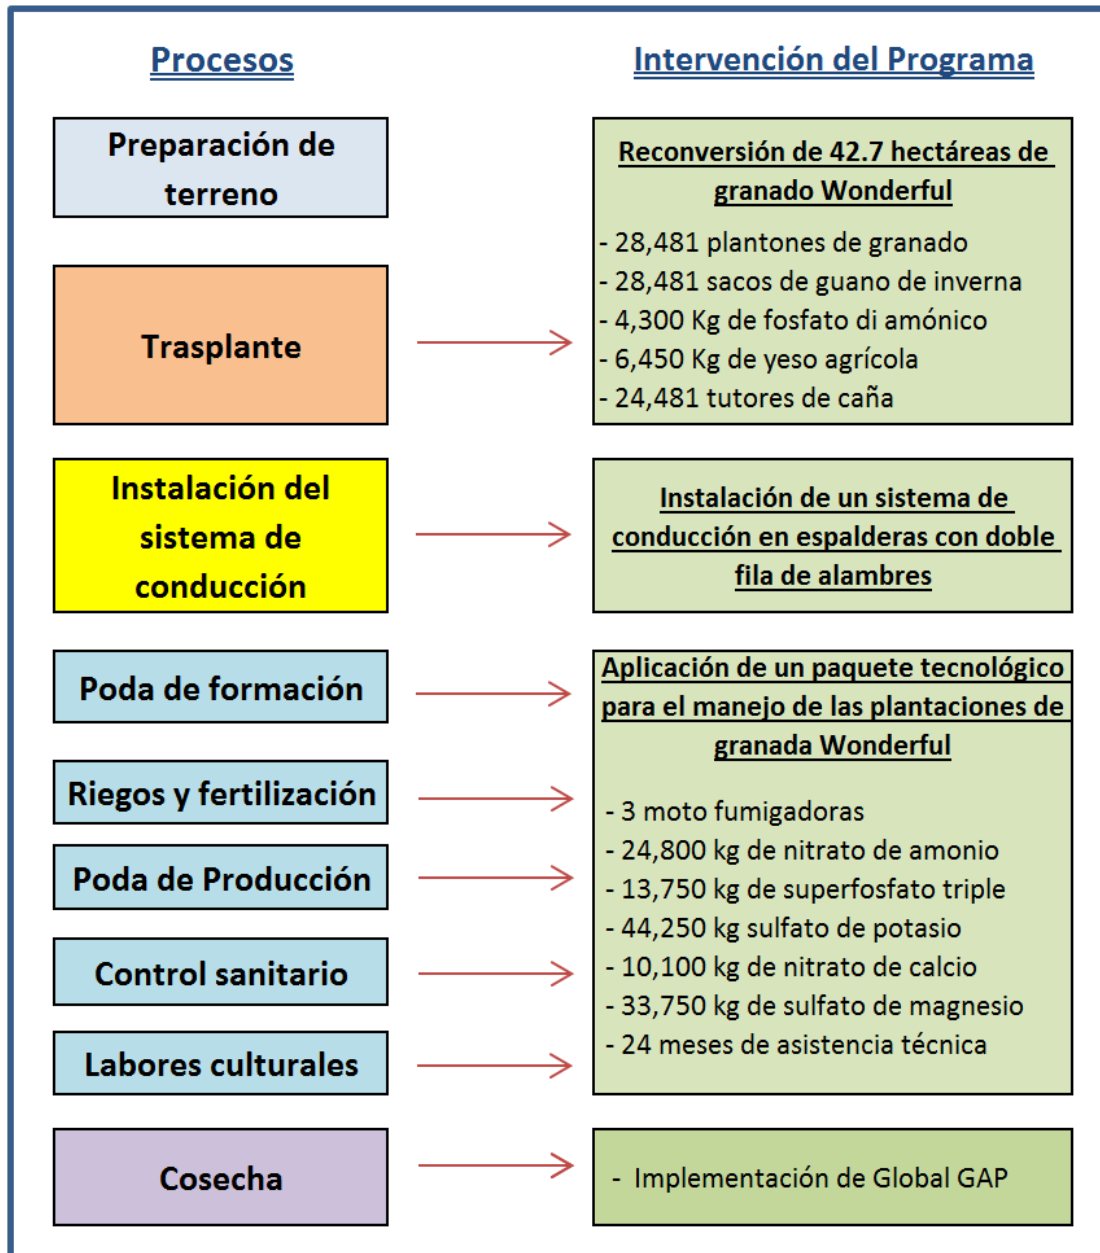 Procesos
Intervención del Programa
Preparación de
terreno
Trasplante
Reconversión de 42.7 hectáreas de
granado Wonderful
- 28,481 plantones de granado
- 28,481 sacos de guano de inverna
- 4,300 Kg de fosfato di amónico
- 6,450 Kg de yeso agrícola
- 24,481 tutores de caña
Instalación del
sistema de
conducción
Instalación de un sistema de
conducción en espalderas con doble
fila de alambres
Poda de formación
Riegos y fertilización
Poda de Producción
Control sanitario
Labores culturales
Aplicación de un paquete tecnológico
para el manejo de las plantaciones de
granada Wonderful
- 3 moto fumigadoras
- 24,800 kg de nitrato de amonio
- 13,750 kg de superfosfato triple
- 44,250 kg sulfato de potasio
- 10,100 kg de nitrato de calcio
- 33,750 kg de sulfato de magnesio
- 24 meses de asistencia técnica
Cosecha
- Implementación de Global GAP